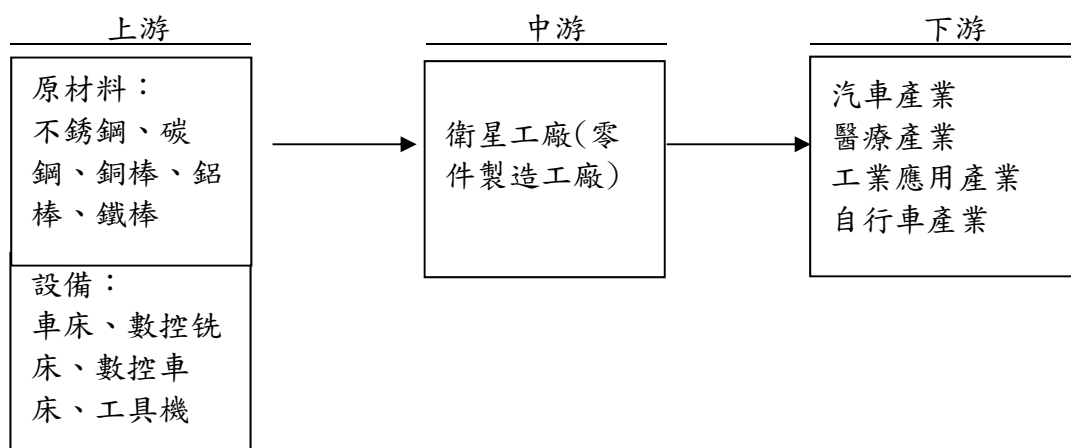 上游
原材料：
不銹鋼、碳
鋼、銅棒、鋁
棒、鐵棒
設備：
車床、數控铣
床、數控車
床、工具機
中游
衛星工廠(零
件製造工廠)
下游
汽車產業
醫療產業
工業應用產業
自行車產業